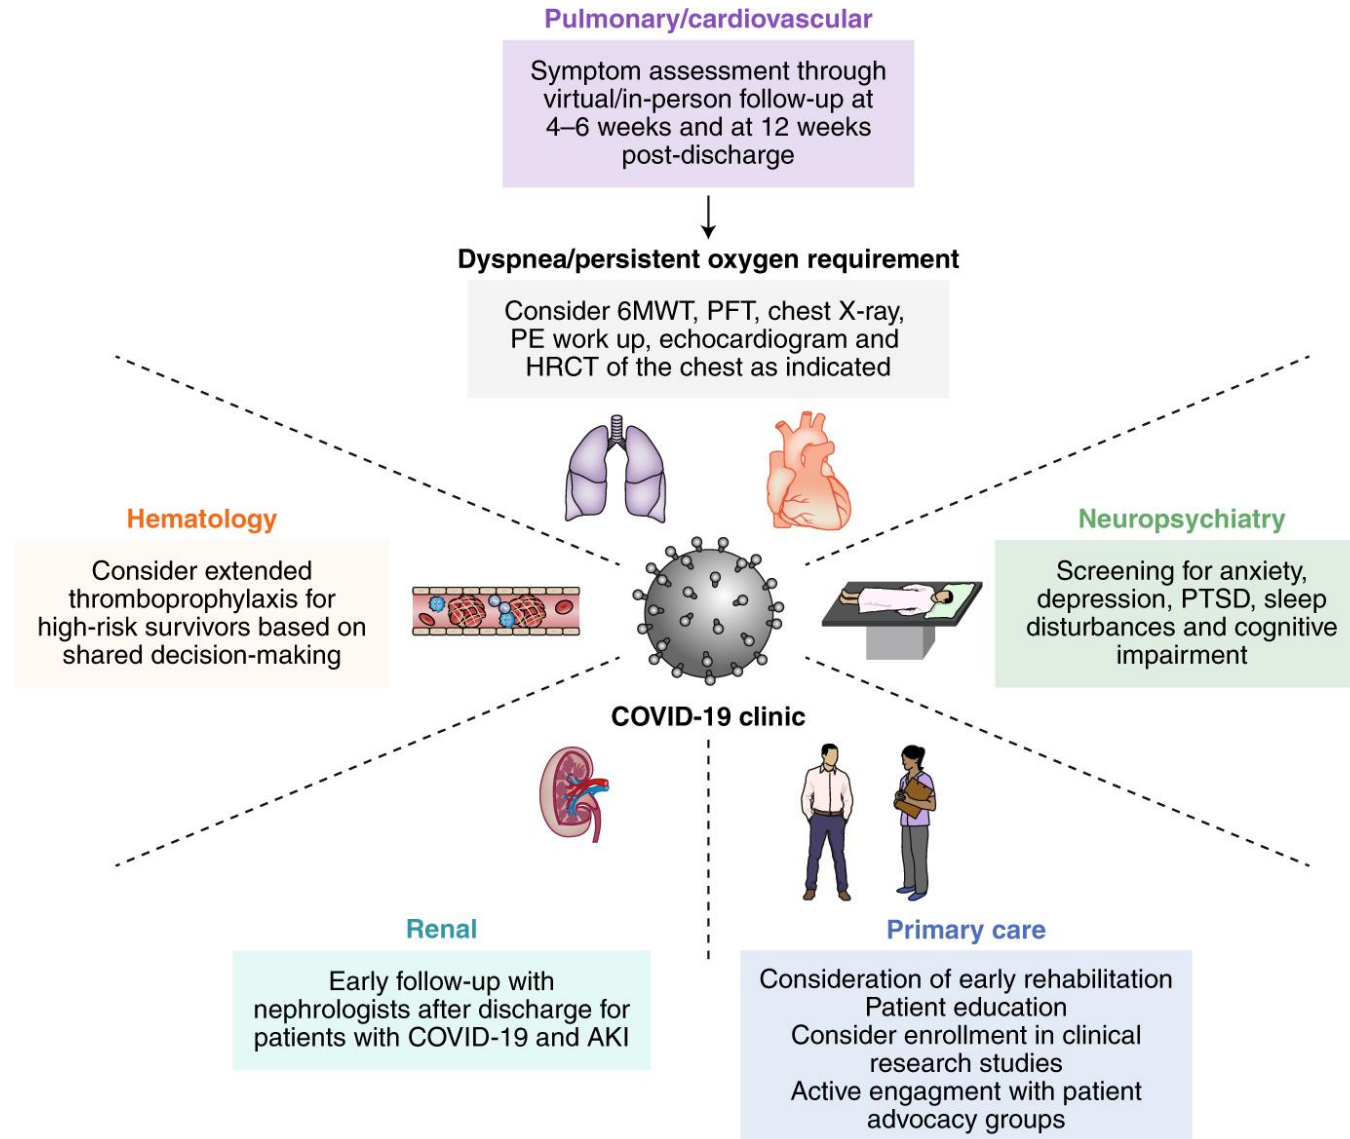 Pulmonary/cardiovascular
Symptom assessment through
virtual/in-person follow-up at
4–6 weeks and at 12 weeks
post-discharge
Dyspnea/persistent oxygen requirement
Consider 6MWT, PFT, chest X-ray,
PE work up, echocardiogram and
HRCT of the chest as indicated
Hematology
Consider extended
thromboprophylaxis for
high-risk survivors based on
shared decision-making
Neuropsychiatry
Screening for anxiety,
depression, PTSD, sleep
disturbances and cognitive
impairment
COVID-19 clinic
Renal
Early follow-up with
nephrologists after discharge for
patients with COVID-19 and AKI
Primary care
Consideration of early rehabilitation
Patient education
Consider enrollment in clinical
research studies
Active engagment with patient
advocacy groups